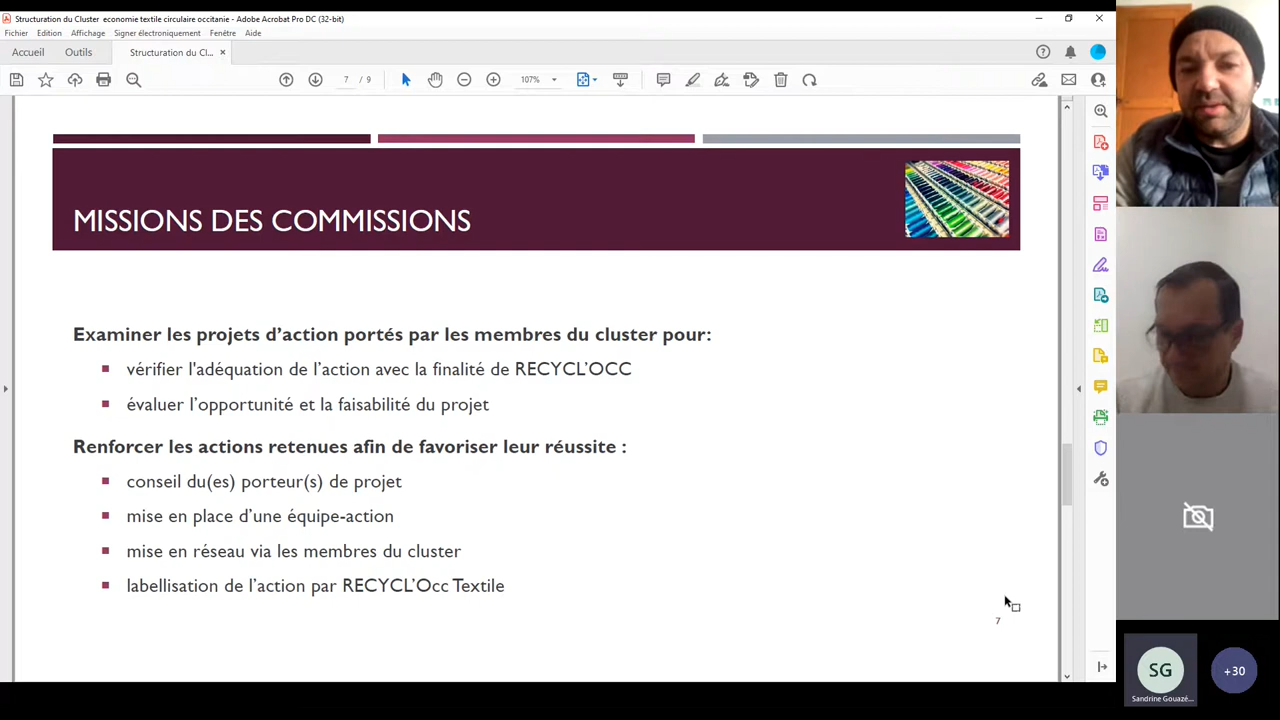 Structuration du Cluster economie textile circulaire occitanie - Adobe Acrobat Pro DC (32-bit)
Fichier Edition Affichage Signer électroniquement Fenêtre Aide
Accueil Outils Structuration du Cl... ×
7 / 9 107%
MISSIONS DES COMMISSIONS
Examiner les projets d’action portés par les membres du cluster pour:
vérifier l'adéquation de l’action avec la finalité de RECYCL’OCC
évaluer l’opportunité et la faisabilité du projet
Renforcer les actions retenues afin de favoriser leur réussite :
conseil du(es) porteur(s) de projet
mise en place d’une équipe-action
mise en réseau via les membres du cluster
labellisation de l’action par RECYCL’Occ Textile
7
SG
Sandrine Gouazé...
+30